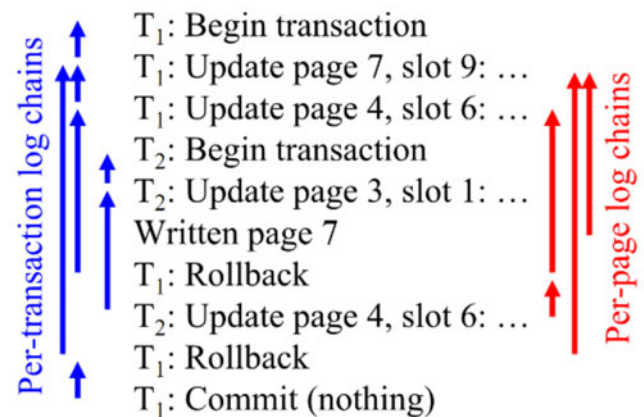 Per-transaction log chains
T₁: Begin transaction
T₁: Update page 7, slot 9: …
T₁: Update page 4, slot 6: …
T₂: Begin transaction
T₂: Update page 3, slot 1: …
Written page 7
T₁: Rollback
T₂: Update page 4, slot 6: …
T₁: Rollback
T₁: Commit (nothing)
Per-page log chains